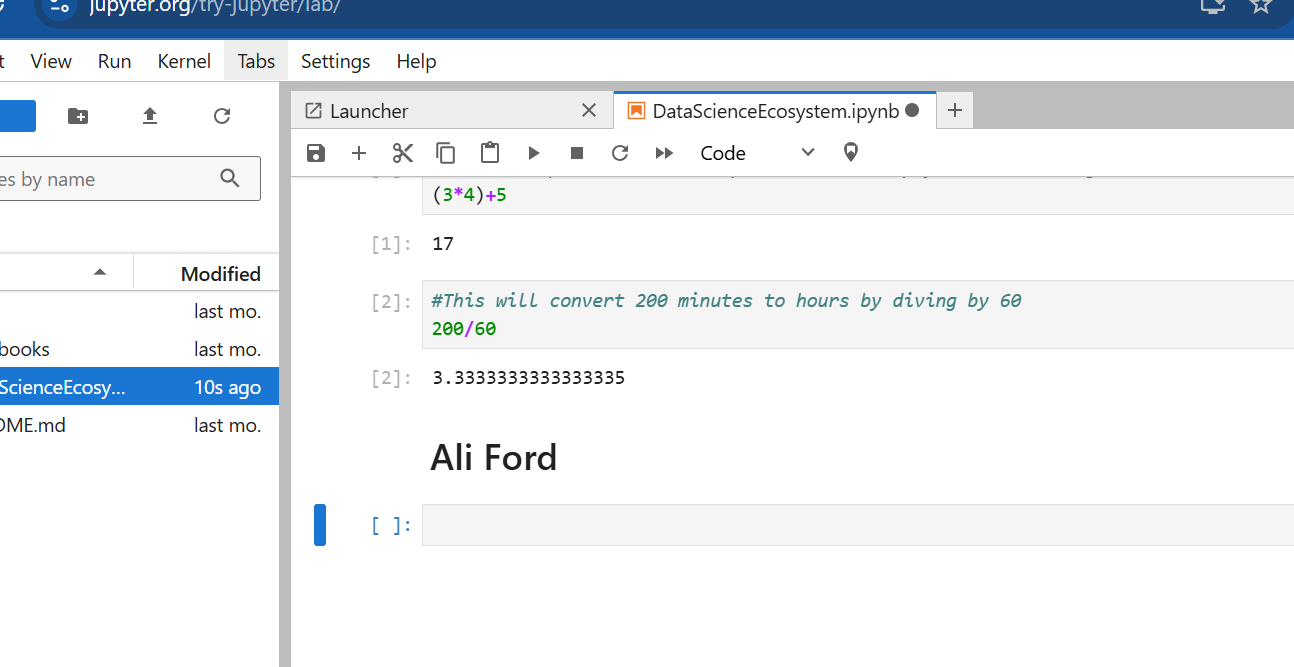 jupyter.org/try-jupyter/lab/
t View Run Kernel Tabs Settings Help
Launcher
DataScienceEcosystem.ipynb
Code
es by name
(3*4)+5
[1]: 17
Modified
last mo.
books last mo.
ScienceEcosy... 10s ago
OME.md last mo.
[2]: #This will convert 200 minutes to hours by diving by 60
200/60
[2]: 3.3333333333333335
Ali Ford
[ ]: